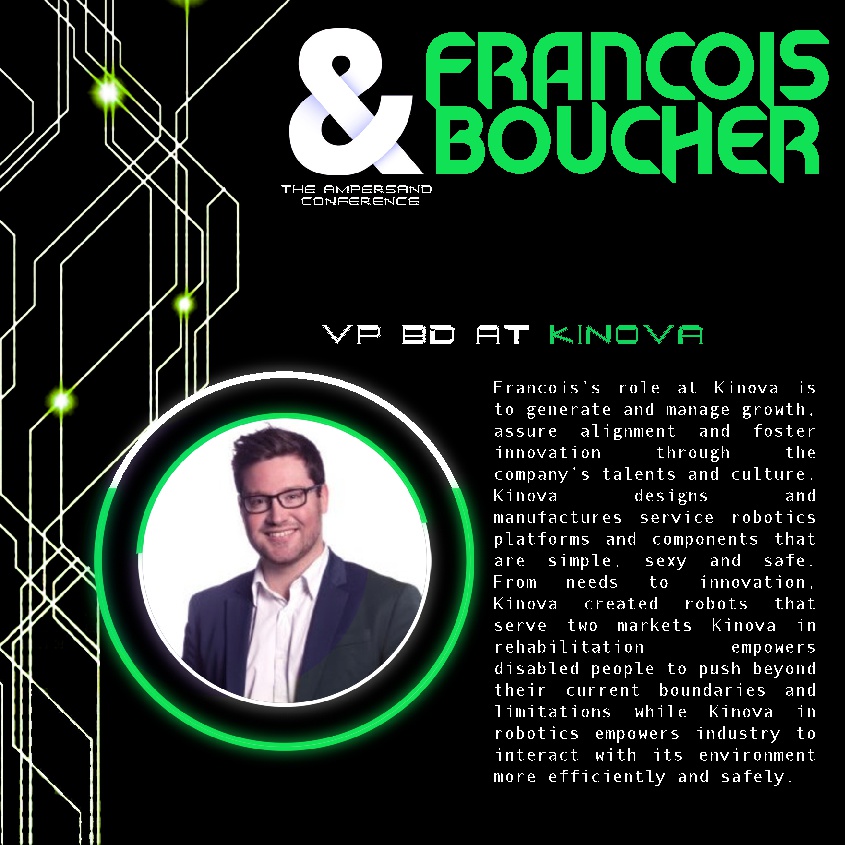 &
FRANCOIS
BOUCHER
THE AMPERSAND
CONFERENCE
VP BD AT KINOVA
Francois's role at Kinova is
to generate and manage growth,
assure alignment and foster
innovation through the
company's talents and culture.
Kinova designs and
manufactures service robotics
platforms and components that
are simple, sexy and safe.
From needs to innovation,
Kinova created robots that
serve two markets Kinova in
rehabilitation empowers
disabled people to push beyond
their current boundaries and
limitations while Kinova in
robotics empowers industry to
interact with its environment
more efficiently and safely.